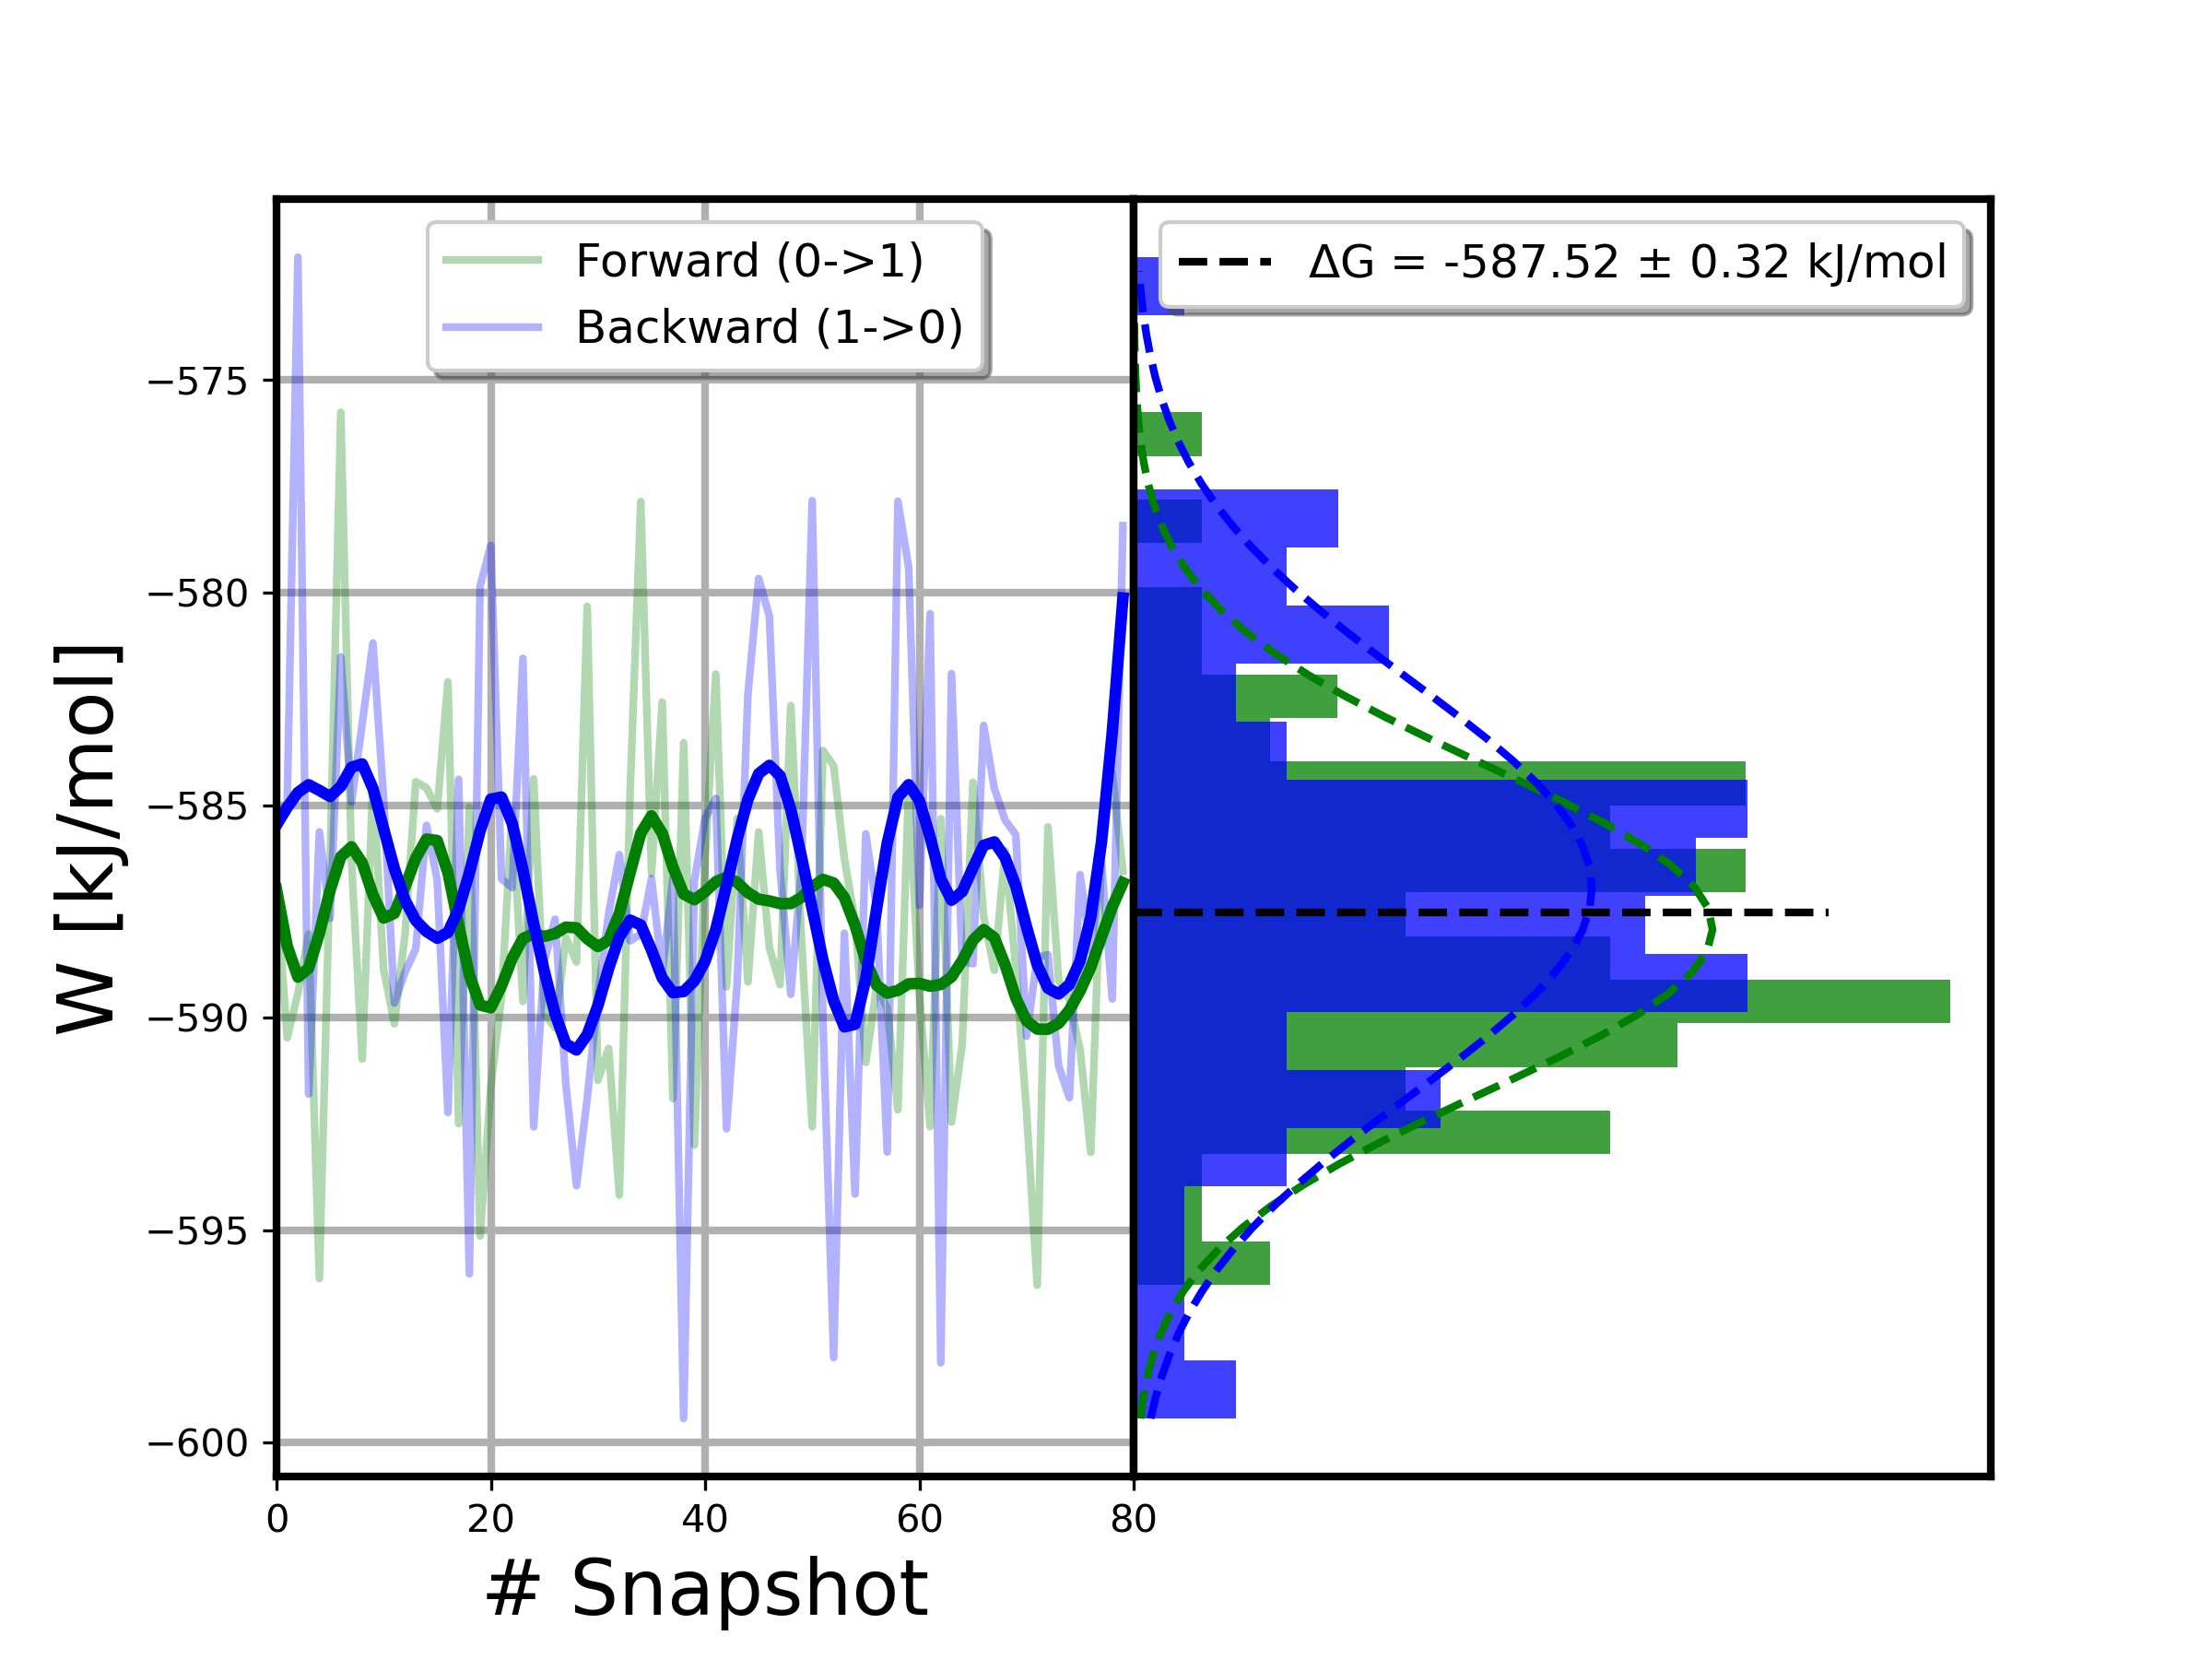 Forward (0->1)
Backward (1->0)
ΔG = -587.52 ± 0.32 kJ/mol
W [kJ/mol]
−575
−580
−585
−590
−595
−600
0 20 40 60 80
# Snapshot